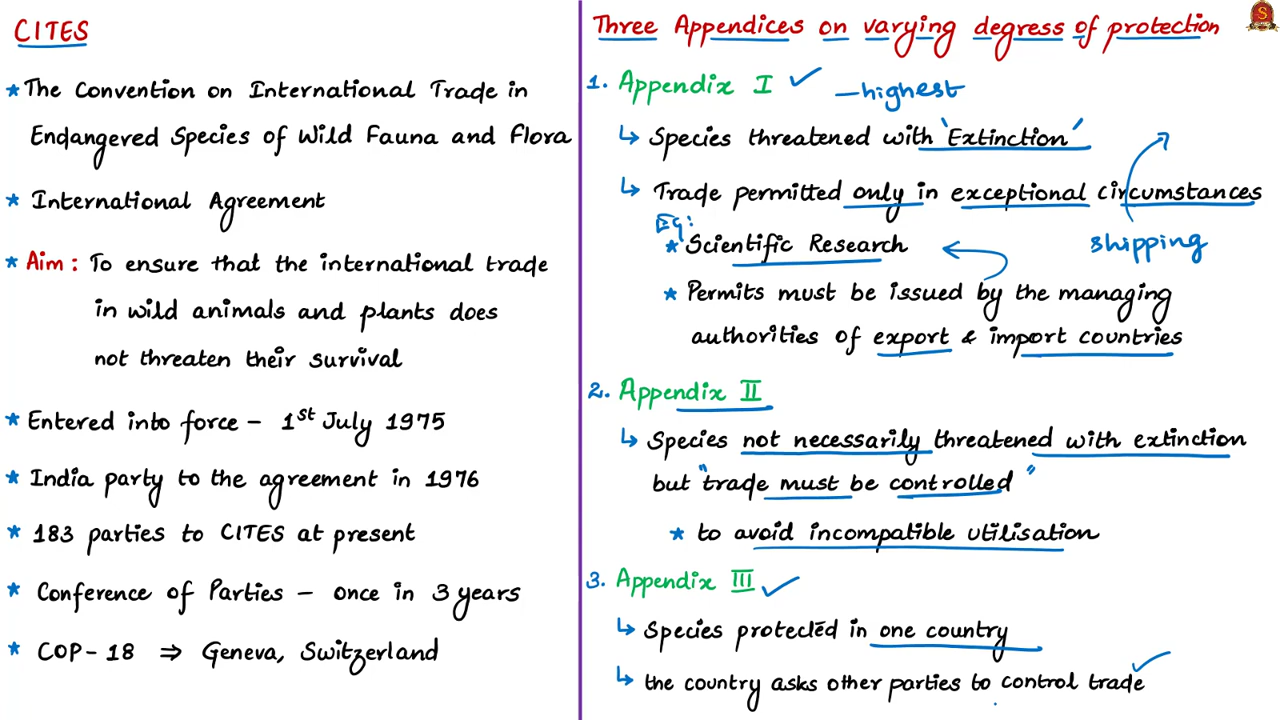 CITES
* The Convention on International Trade in
Endangered Species of Wild Fauna and Flora
* International Agreement
* Aim : To ensure that the international trade
in wild animals and plants does
not threaten their survival
* Entered into force – 1st July 1975
* India party to the agreement in 1976
* 183 parties to CITES at present
* Conference of Parties – once in 3 years
* COP-18 ⇒ Geneva, Switzerland
Three Appendices on varying degress of protection
1. Appendix I ✓ – highest
↳ Species threatened with 'Extinction'
↳ Trade permitted only in exceptional circumstances
Eg:
* Scientific Research
shipping
* Permits must be issued by the managing
authorities of export & import countries
2. Appendix II
↳ Species not necessarily threatened with extinction
but "trade must be controlled"
* to avoid incompatible utilisation
3. Appendix III ✓
↳ Species protected in one country
↳ the country asks other parties to control trade ✓